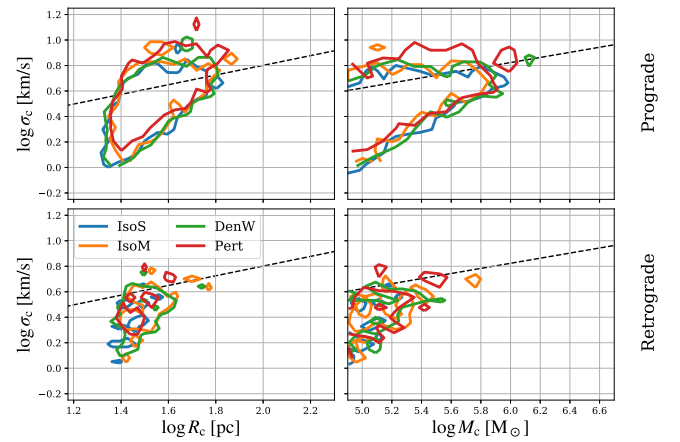 1.2
1.0
0.8
0.6
0.4
0.2
0.0
−0.2
log σc [km/s]
Prograde
1.2
1.0
0.8
0.6
0.4
0.2
0.0
−0.2
log σc [km/s]
IsoS
IsoM
DenW
Pert
Retrograde
1.2 1.4 1.6 1.8 2.0 2.2
5.0 5.2 5.4 5.6 5.8 6.0 6.2 6.4 6.6
log Rc [pc]
log Mc [M⊙]